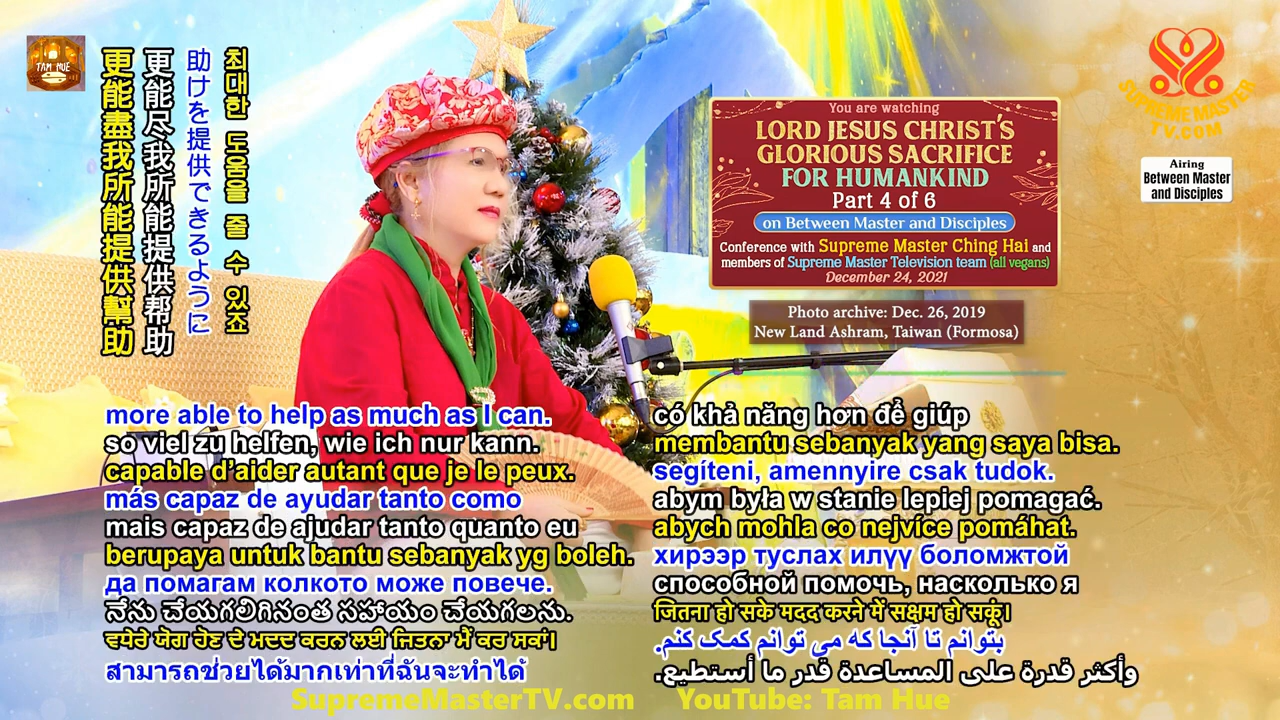 TAM HUE
更能盡我所能提供幫助
更能尽我所能提供帮助
助けを提供できるように
최대한 도움을 줄 수 있죠
You are watching
LORD JESUS CHRIST'S
GLORIOUS SACRIFICE
FOR HUMANKIND
Part 4 of 6
on Between Master and Disciples
Conference with Supreme Master Ching Hai and
members of Supreme Master Television team (all vegans)
December 24, 2021
Photo archive: Dec. 26, 2019
New Land Ashram, Taiwan (Formosa)
SUPREME MASTER
TV.COM
Airing
Between Master
and Disciples
more able to help as much as I can.
so viel zu helfen, wie ich nur kann.
capable d'aider autant que je le peux.
más capaz de ayudar tanto como
mais capaz de ajudar tanto quanto eu
berupaya untuk bantu sebanyak yg boleh.
да помагам колкото може повече.
నేను చేయగలిగినంత సహాయం చేయగలను.
ਵਧੇਰੇ ਯੋਗ ਹੋਣ ਦੇ ਮਦਦ ਕਰਨ ਲਈ ਜਿਤਨਾ ਮੈਂ ਕਰ ਸਕਾਂ।
สามารถช่วยได้มากเท่าที่ฉันจะทำได้
có khả năng hơn để giúp
membantu sebanyak yang saya bisa.
segíteni, amennyire csak tudok.
abym była w stanie lepiej pomagać.
abych mohla co nejvíce pomáhat.
хирээр туслах илүү боломжтой
способной помочь, насколько я
जितना हो सके मदद करने में सक्षम हो सकूं।
بتوانم تا آنجا که می توانم کمک کنم.
وأكثر قدرة على المساعدة قدر ما أستطيع.
SupremeMasterTV.com
YouTube: Tam Hue